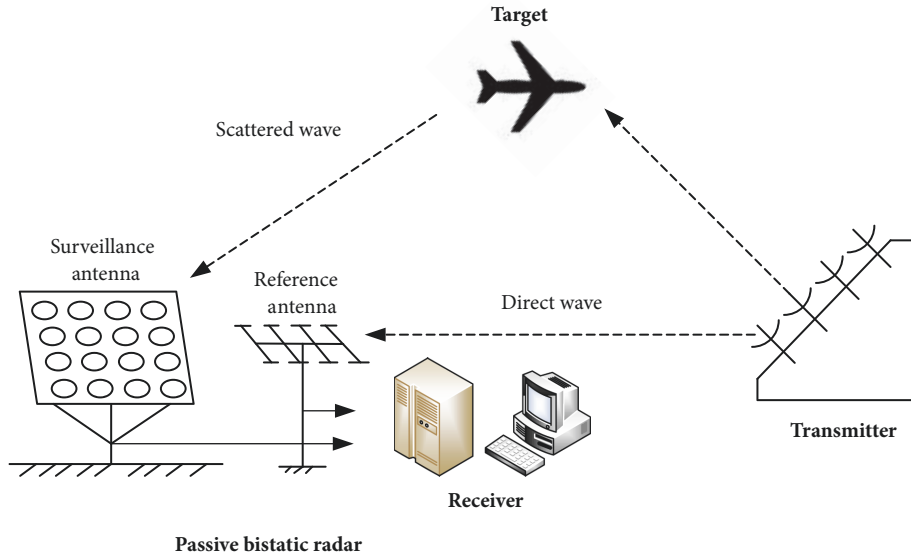 Target
Scattered wave
Surveillance
antenna
Reference
antenna
Direct wave
Transmitter
Receiver
Passive bistatic radar